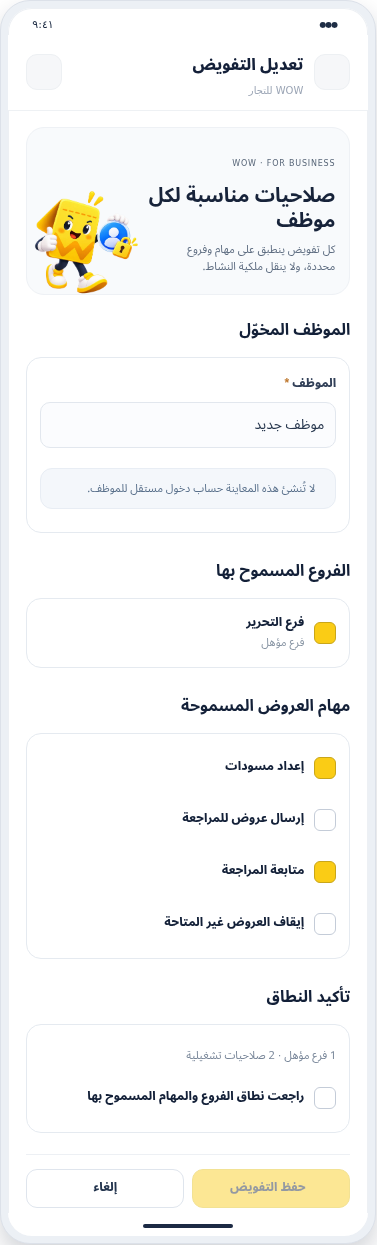 ٩:٤١
تعديل التفويض
WOW للتجار
WOW · FOR BUSINESS
صلاحيات مناسبة لكل
موظف
كل تفويض ينطبق على مهام وفروع
محددة، ولا ينقل ملكية النشاط.
الموظف المخوّل
الموظف *
موظف جديد
لا تُنشئ هذه المعاينة حساب دخول مستقل للموظف.
الفروع المسموح بها
فرع التحرير
فرع مؤهل
مهام العروض المسموحة
إعداد مسودات
إرسال عروض للمراجعة
متابعة المراجعة
إيقاف العروض غير المتاحة
تأكيد النطاق
1 فرع مؤهل · 2 صلاحيات تشغيلية
راجعت نطاق الفروع والمهام المسموح بها
حفظ التفويض
إلغاء